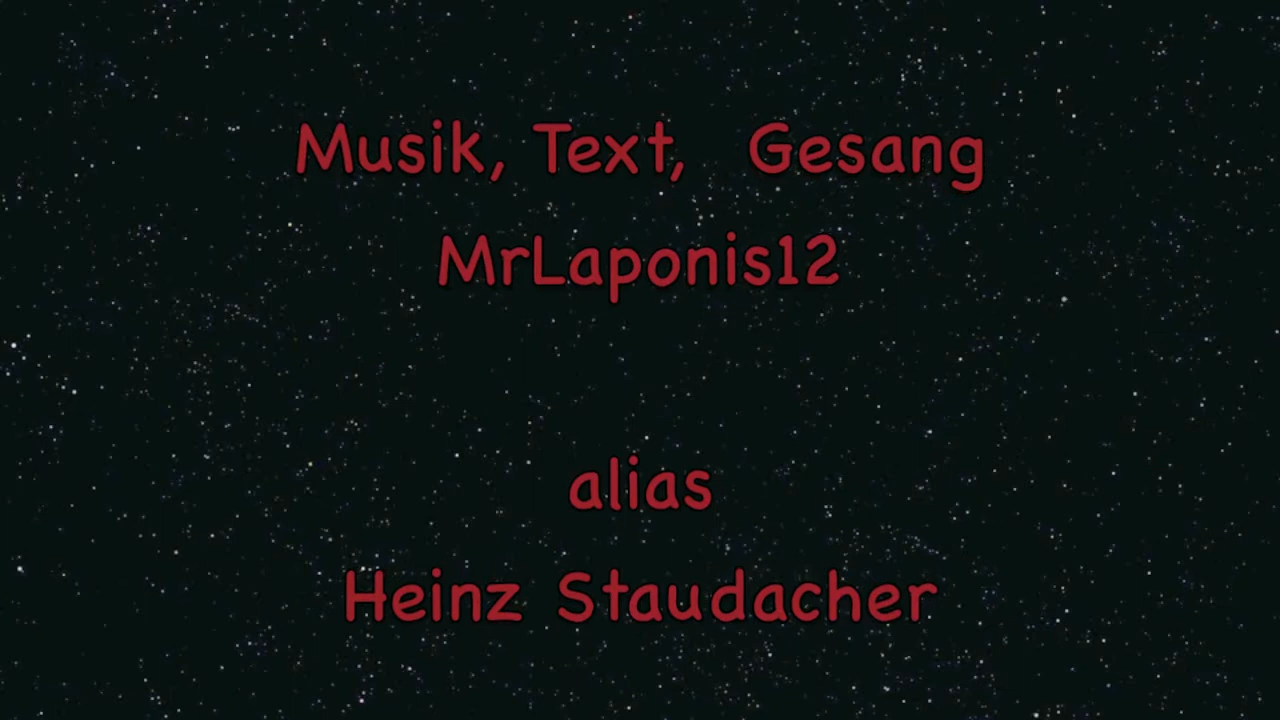 Musik, Text, Gesang
MrLaponis12
alias
Heinz Staudacher